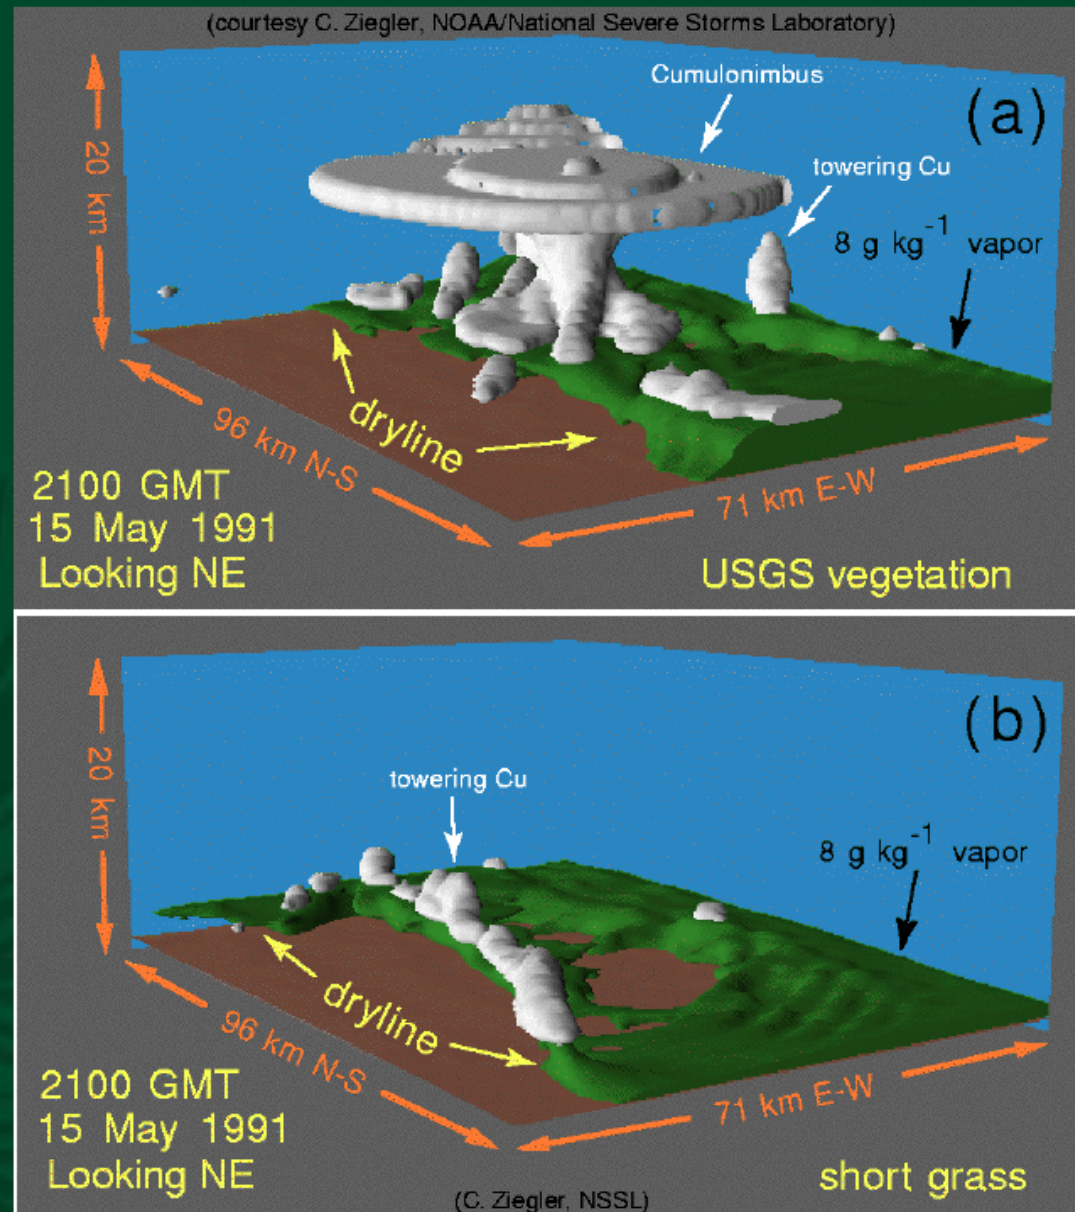 (courtesy C. Ziegler, NOAA/National Severe Storms Laboratory)
Cumulonimbus
(a)
towering Cu
8 g kg⁻¹ vapor
20 km
dryline
96 km N-S
71 km E-W
2100 GMT
15 May 1991
Looking NE
USGS vegetation
(b)
towering Cu
8 g kg⁻¹ vapor
20 km
dryline
96 km N-S
71 km E-W
2100 GMT
15 May 1991
Looking NE
short grass
(C. Ziegler, NSSL)